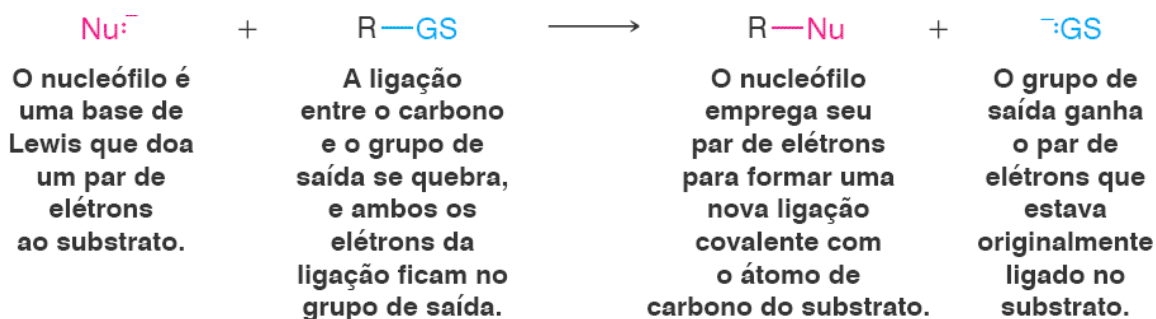 Nu:⁻ + R—GS ⟶ R—Nu + ⁻:GS
O nucleófilo é
uma base de
Lewis que doa
um par de
elétrons
ao substrato.
A ligação
entre o carbono
e o grupo de
saída se quebra,
e ambos os
elétrons da
ligação ficam no
grupo de saída.
O nucleófilo
emprega seu
par de elétrons
para formar uma
nova ligação
covalente com
o átomo de
carbono do substrato.
O grupo de
saída ganha
o par de
elétrons que
estava
originalmente
ligado no
substrato.